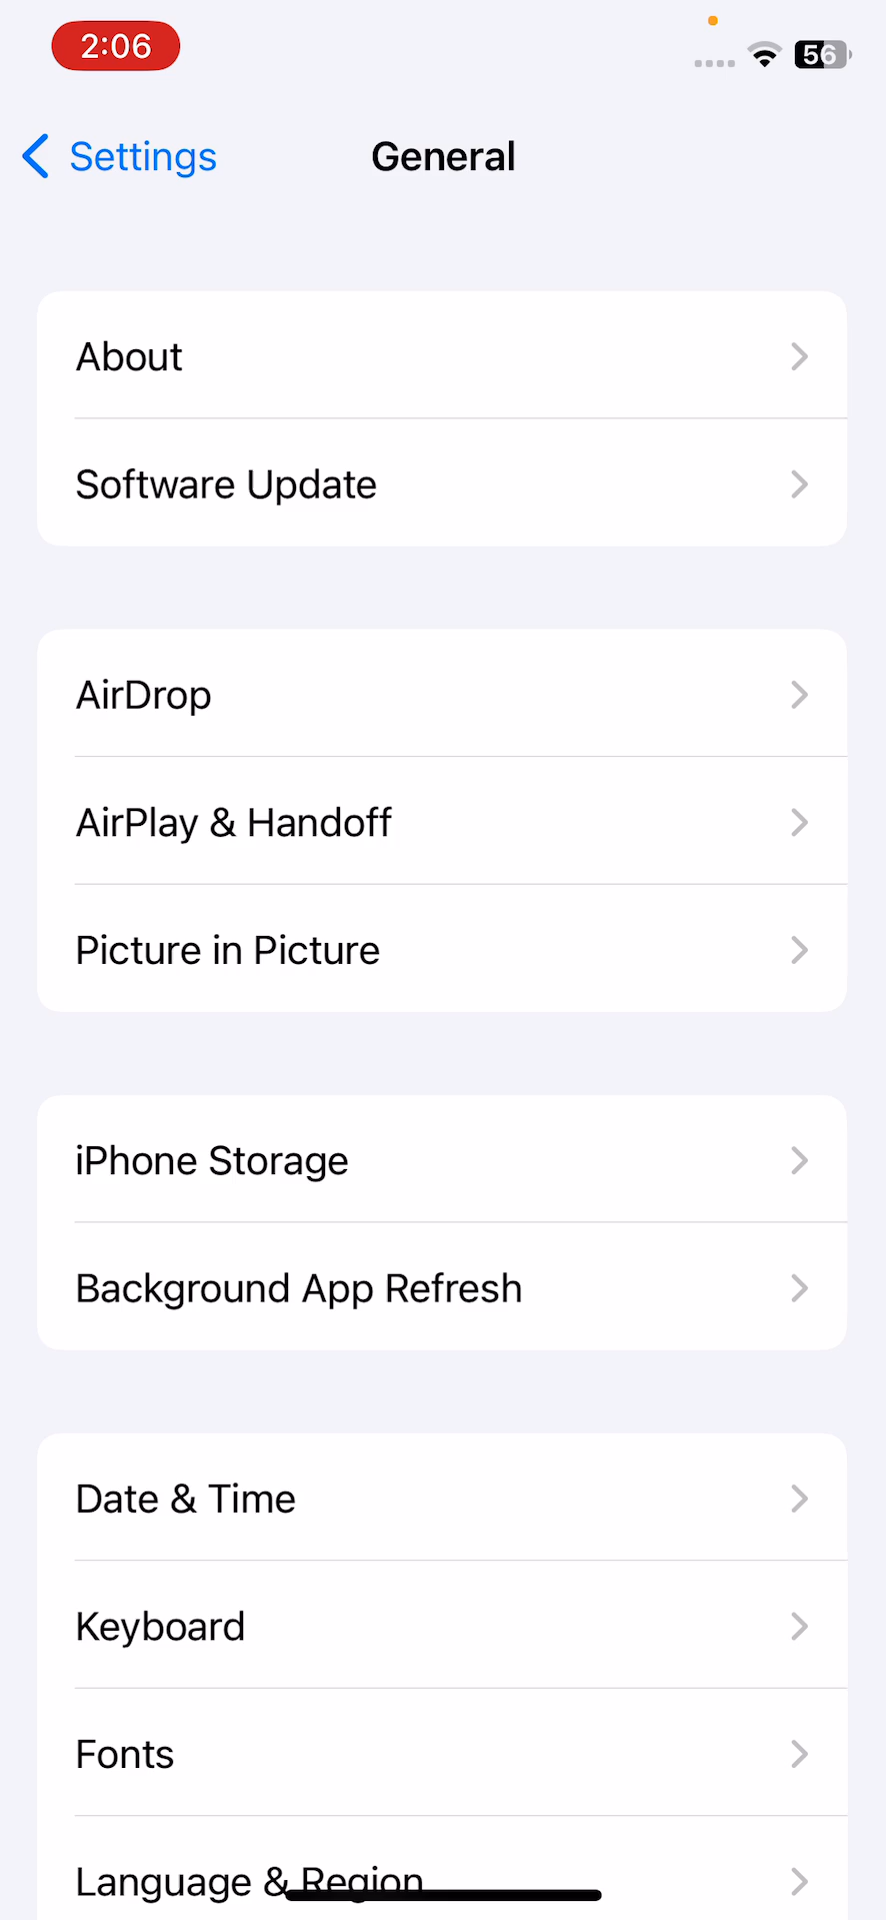 2:06
56
Settings
General
About
Software Update
AirDrop
AirPlay & Handoff
Picture in Picture
iPhone Storage
Background App Refresh
Date & Time
Keyboard
Fonts
Language & Region